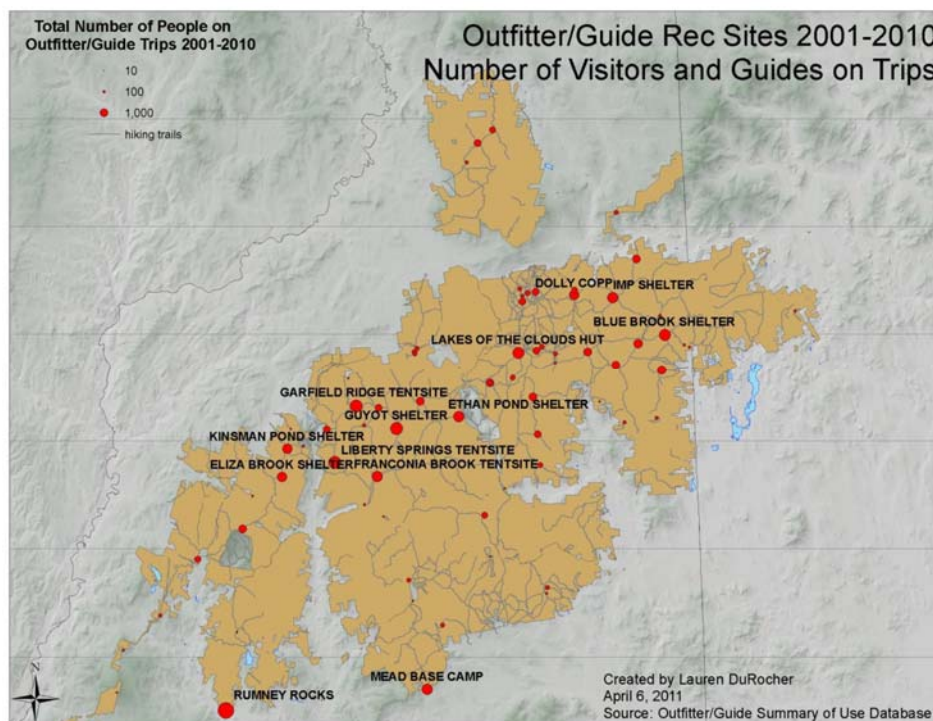 Total Number of People on
Outfitter/Guide Trips 2001-2010
10
100
1,000
hiking trails
Outfitter/Guide Rec Sites 2001-2010
Number of Visitors and Guides on Trips
DOLLY COPP
IMP SHELTER
BLUE BROOK SHELTER
LAKES OF THE CLOUDS HUT
GARFIELD RIDGE TENTSITE
ETHAN POND SHELTER
GUYOT SHELTER
KINSMAN POND SHELTER
LIBERTY SPRINGS TENTSITE
ELIZA BROOK SHELTER
FRANCONIA BROOK TENTSITE
MEAD BASE CAMP
RUMNEY ROCKS
N
Created by Lauren DuRocher
April 6, 2011
Source: Outfitter/Guide Summary of Use Database